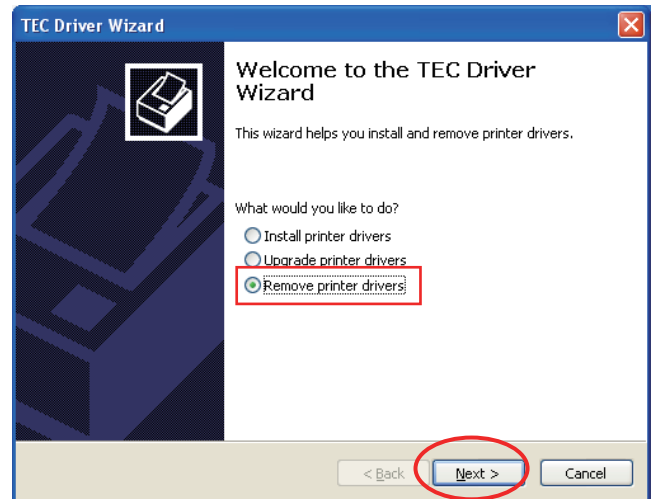 TEC Driver Wizard
Welcome to the TEC Driver
Wizard
This wizard helps you install and remove printer drivers.
What would you like to do?
Install printer drivers
Upgrade printer drivers
Remove printer drivers
< Back
Next >
Cancel